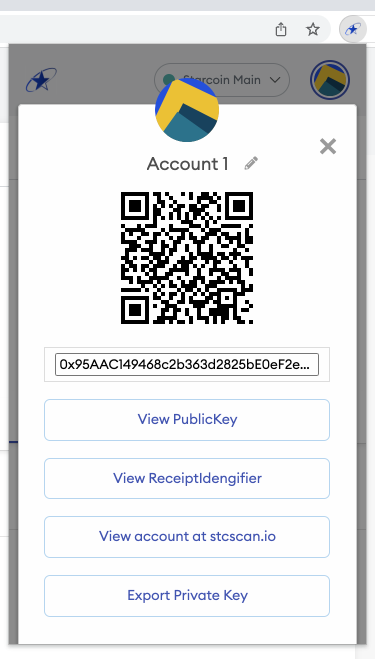 Starcoin Main
Account 1
0x95AAC149468c2b363d2825bE0eF2e...
View PublicKey
View ReceiptIdengifier
View account at stcscan.io
Export Private Key